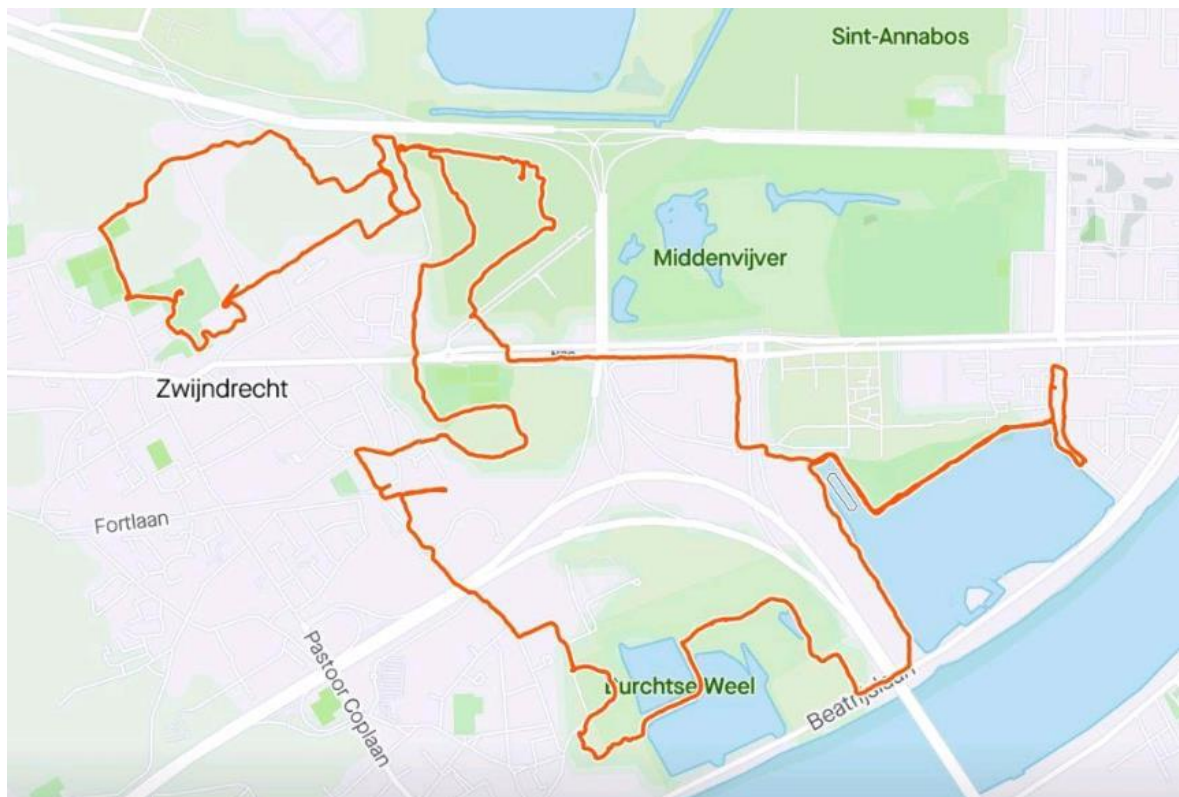 Sint-Annabos
Middenvijver
Zwijndrecht
Fortlaan
Pastoor Coplaan
Burchtse Weel
Beatrijslaan